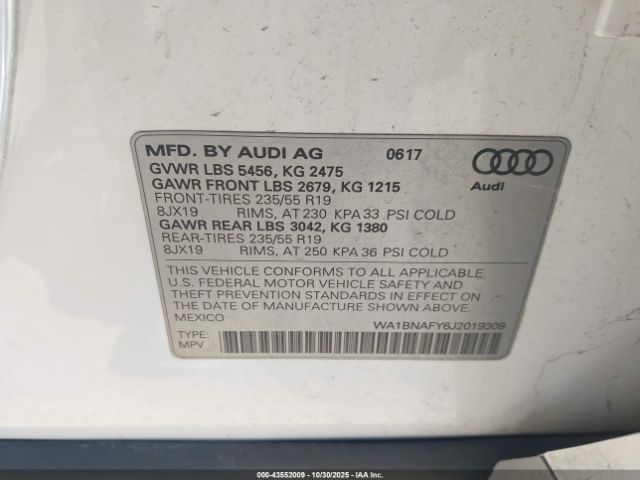 MFD. BY AUDI AG 0617
GVWR LBS 5456, KG 2475
GAWR FRONT LBS 2679, KG 1215
FRONT-TIRES 235/55 R19
8JX19 RIMS, AT 230 KPA 33 PSI COLD
GAWR REAR LBS 3042, KG 1380
REAR-TIRES 235/55 R19
8JX19 RIMS, AT 250 KPA 36 PSI COLD
Audi
THIS VEHICLE CONFORMS TO ALL APPLICABLE
U.S. FEDERAL MOTOR VEHICLE SAFETY AND
THEFT PREVENTION STANDARDS IN EFFECT ON
THE DATE OF MANUFACTURE SHOWN ABOVE.
MEXICO
WA1BNAFY6J2019309
TYPE:
MPV
000-43552009 - 10/30/2025 - IAA Inc.